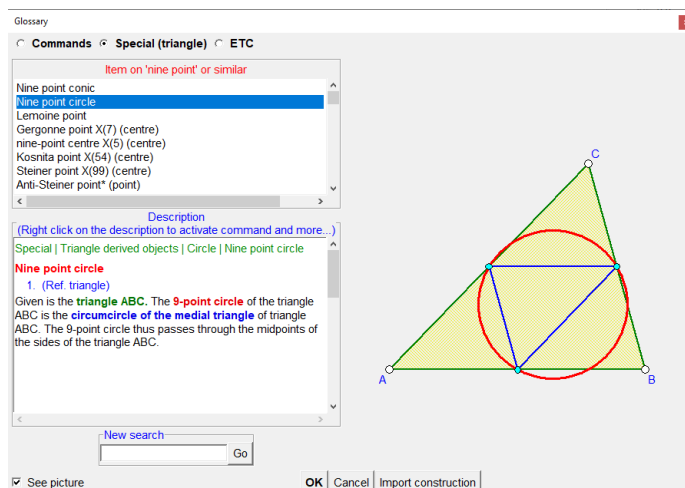 Glossary
Commands Special (triangle) ETC
Item on 'nine point' or similar
Nine point conic
Nine point circle
Lemoine point
Gergonne point X(7) (centre)
nine-point centre X(5) (centre)
Kosnita point X(54) (centre)
Steiner point X(99) (centre)
Anti-Steiner point* (point)
Description
(Right click on the description to activate command and more...)
Special | Triangle derived objects | Circle | Nine point circle
Nine point circle
1. (Ref. triangle)
Given is the triangle ABC. The 9-point circle of the triangle
ABC is the circumcircle of the medial triangle of triangle
ABC. The 9-point circle thus passes through the midpoints of
the sides of the triangle ABC.
New search
Go
See picture
OK Cancel Import construction
C
A
B